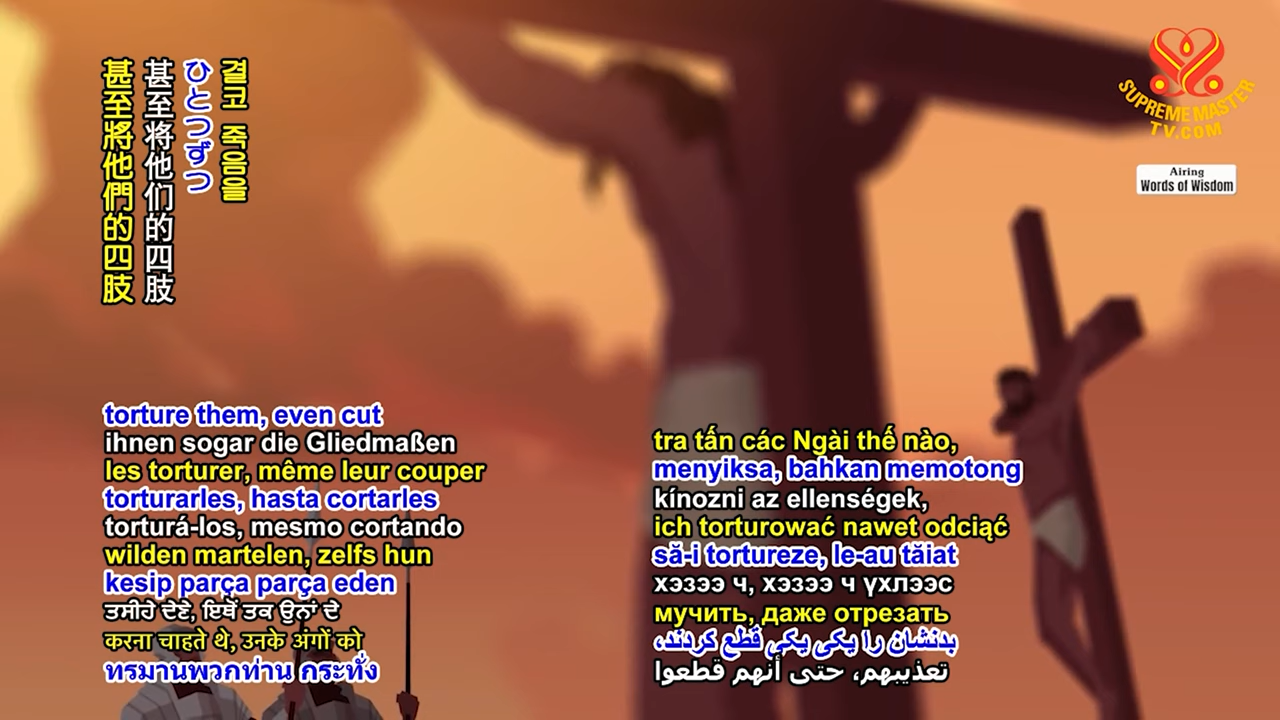 결코 죽음을
ひとつずつ
甚至将他们的四肢
甚至將他們的四肢
SUPREME MASTER
TV.COM
Airing
Words of Wisdom
torture them, even cut
ihnen sogar die Gliedmaßen
les torturer, même leur couper
torturarles, hasta cortarles
torturá-los, mesmo cortando
wilden martelen, zelfs hun
kesip parça parça eden
ਤਸੀਹੇ ਦੇਣੇ, ਇਥੋਂ ਤਕ ਉਨਾਂ ਦੇ
करना चाहते थे, उनके अंगों को
ทรมานพวกท่าน กระทั่ง
tra tấn các Ngài thế nào,
menyiksa, bahkan memotong
kínozni az ellenségek,
ich torturować nawet odciąć
să-i tortureze, le-au tăiat
хэзээ ч, хэзээ ч үхлээс
мучить, даже отрезать
بدنشان را یکی یکی قطع کردند،
تعذيبهم، حتى أنهم قطعوا